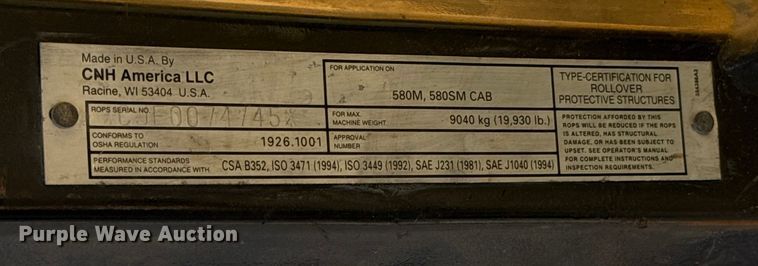 Made in U.S.A. By
CNH America LLC
Racine, WI 53404 U.S.A.
FOR APPLICATION ON
580M, 580SM CAB
TYPE-CERTIFICATION FOR
ROLLOVER
PROTECTIVE STRUCTURES
ROPS SERIAL NO.
FOR MAX.
MACHINE WEIGHT
9040 kg (19,930 lb.)
CONFORMS TO
OSHA REGULATION
1926.1001
APPROVAL
NUMBER
PERFORMANCE STANDARDS
MEASURED IN ACCORDANCE WITH
CSA B352, ISO 3471 (1994), ISO 3449 (1992), SAE J231 (1981), SAE J1040 (1994)
PROTECTION AFFORDED BY THIS
ROPS WILL BE REDUCED IF THE ROPS
IS ALTERED, HAS STRUCTURAL
DAMAGE, OR HAS BEEN SUBJECT TO
UPSET. SEE OPERATOR'S MANUAL
FOR COMPLETE INSTRUCTIONS AND
INSPECTION REQUIREMENTS.
Purple Wave Auction